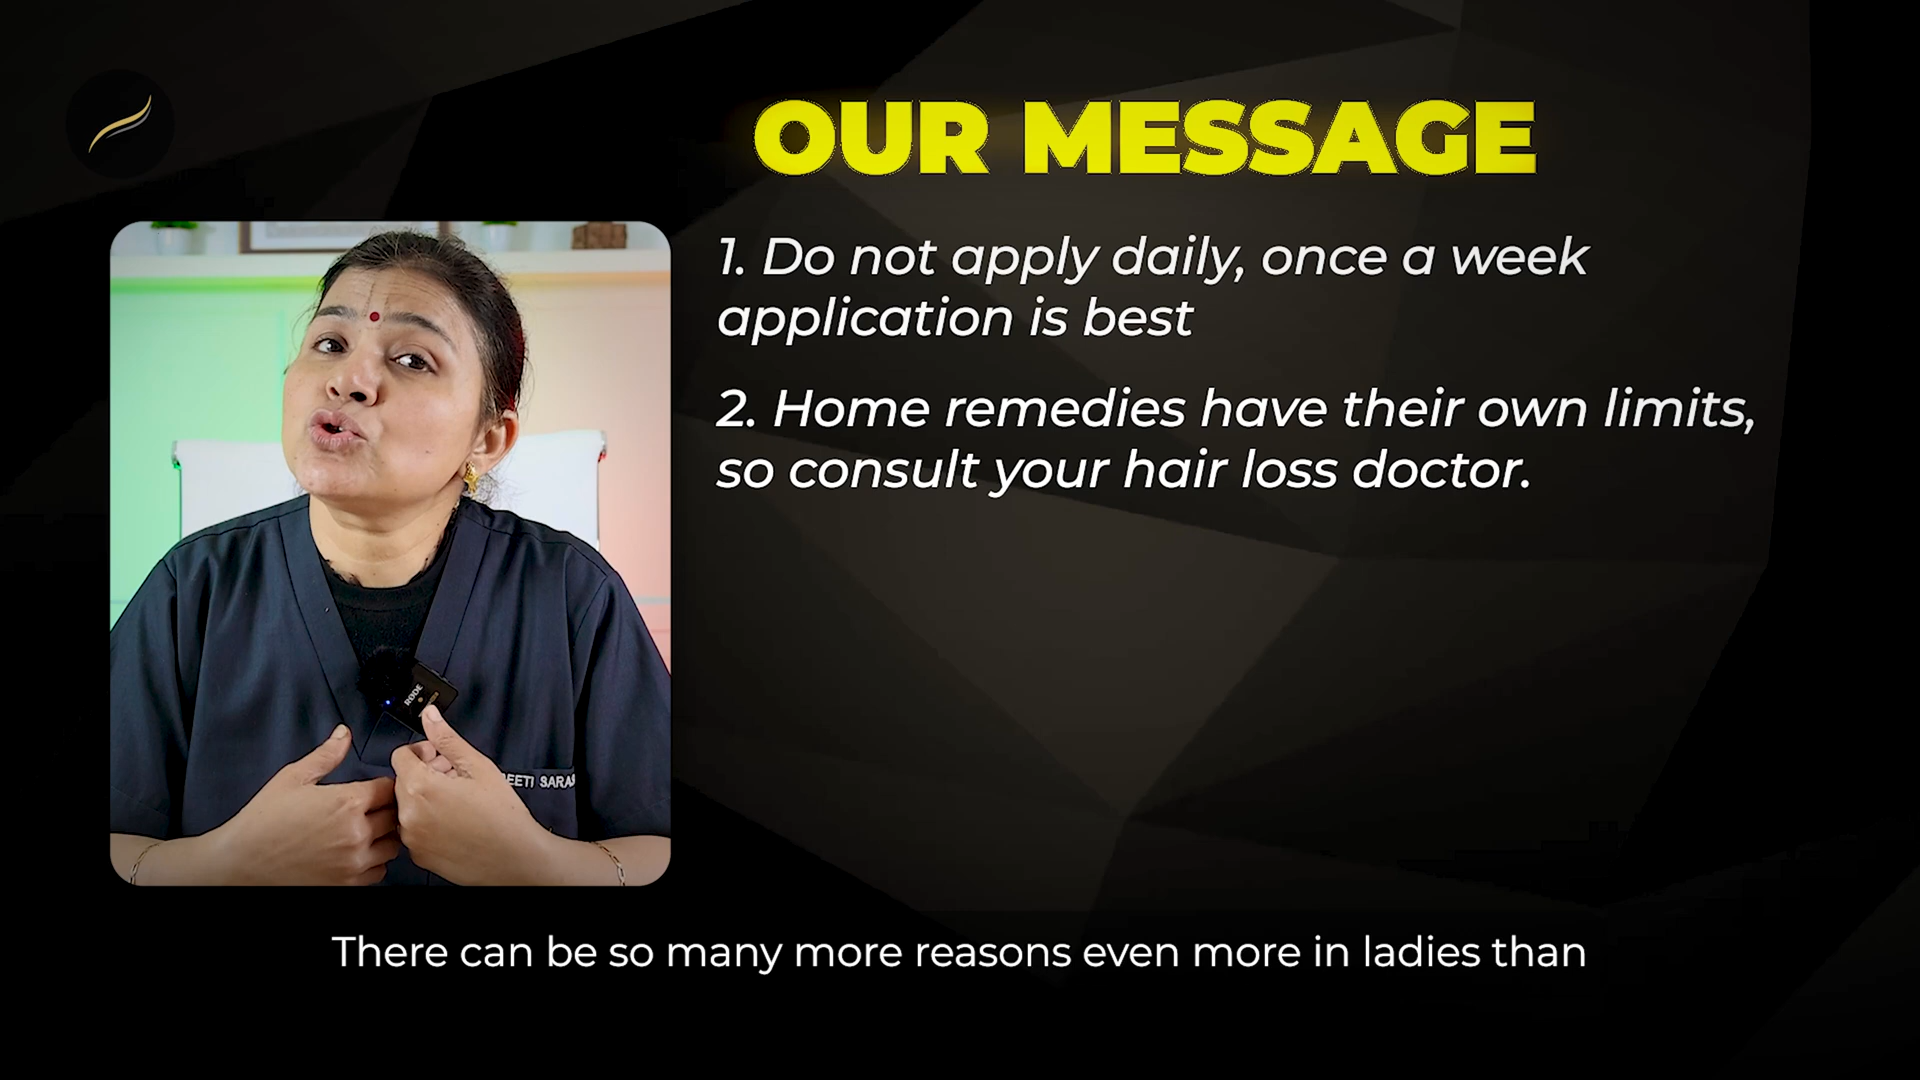 OUR MESSAGE
1. Do not apply daily, once a week
application is best
2. Home remedies have their own limits,
so consult your hair loss doctor.
RODE
There can be so many more reasons even more in ladies than